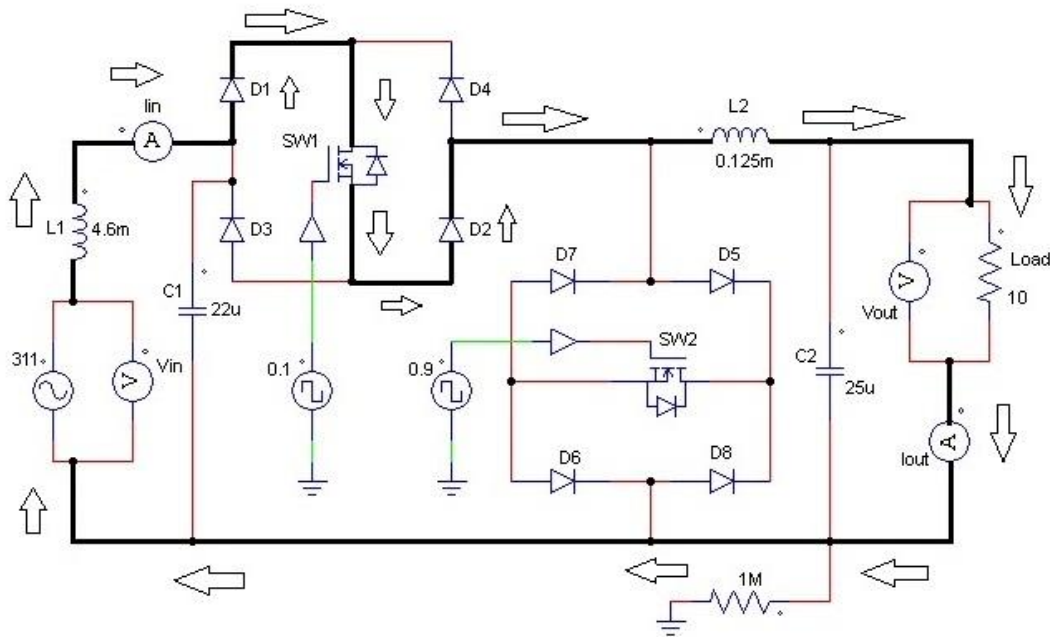 Iin
A
D1
D4
SW1
L2
0.125m
L1
4.6m
D3
D2
C1
22u
D7
D5
V
Load
10
Vout
311
V
Vin
0.1
0.9
SW2
C2
25u
D6
D8
A
Iout
1M